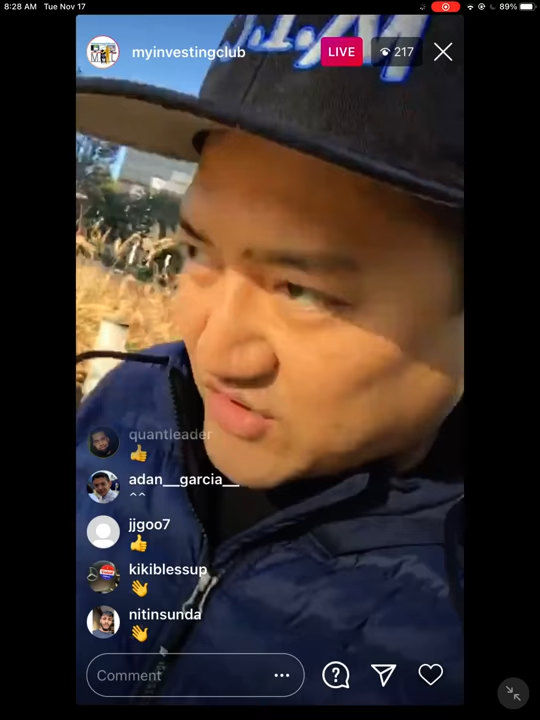 8:28 AM Tue Nov 17
89%
myinvestingclub
LIVE
217
quantleader
👍
adan__garcia__
^^
jjgoo7
👍
kikiblessup
👋
nitinsunda
👋
Comment